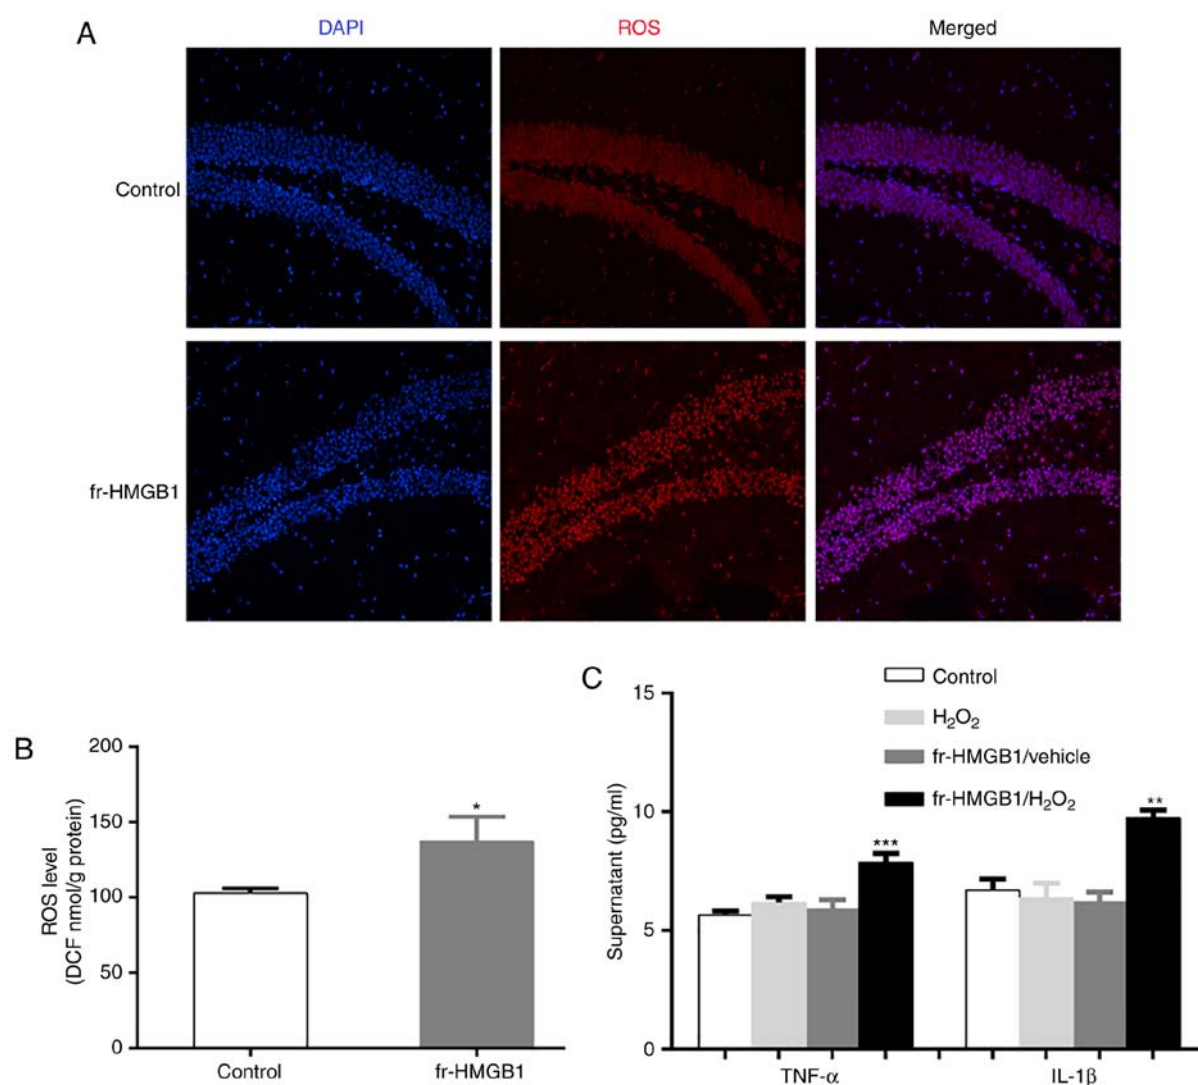 A
DAPI
ROS
Merged
Control
fr-HMGB1
B
ROS level
(DCF nmol/g protein)
200
150
100
50
0
*
Control
fr-HMGB1
C
Control
H₂O₂
fr-HMGB1/vehicle
fr-HMGB1/H₂O₂
Supernatant (pg/ml)
15
10
5
0
***
**
TNF-α
IL-1β